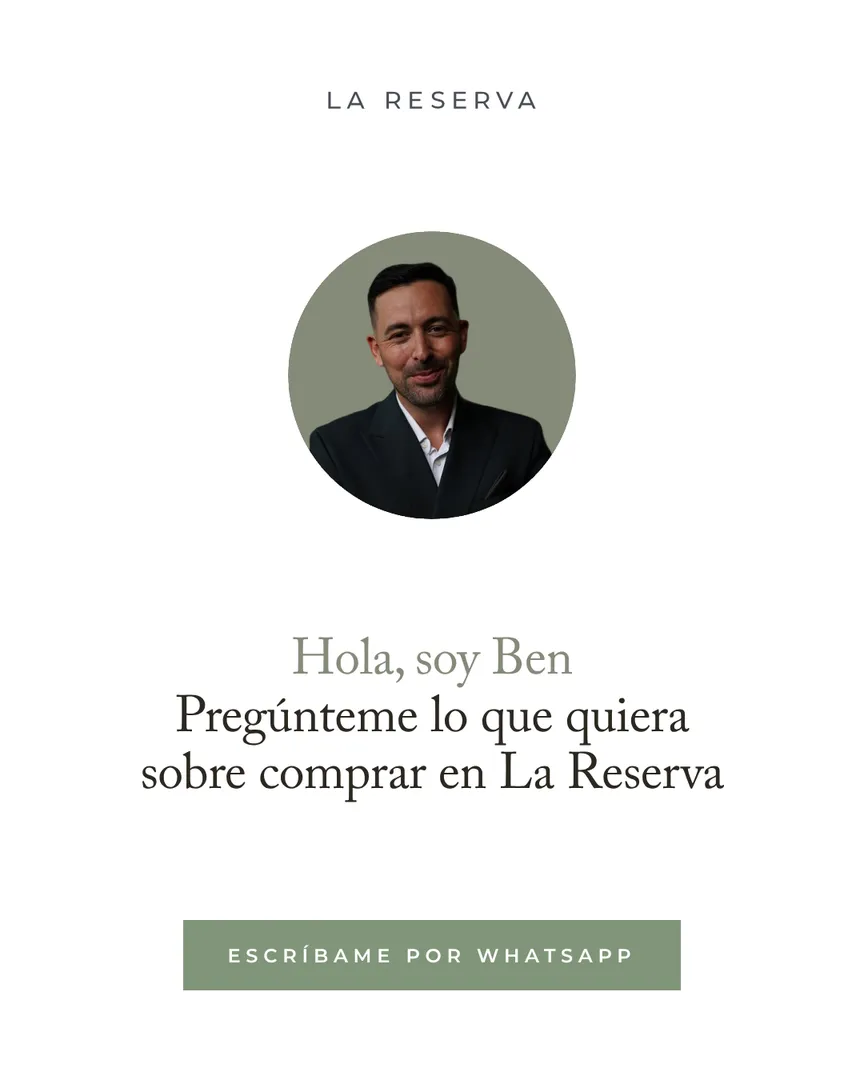 LA RESERVA
Hola, soy Ben
Pregúnteme lo que quiera
sobre comprar en La Reserva
ESCRÍBAME POR WHATSAPP